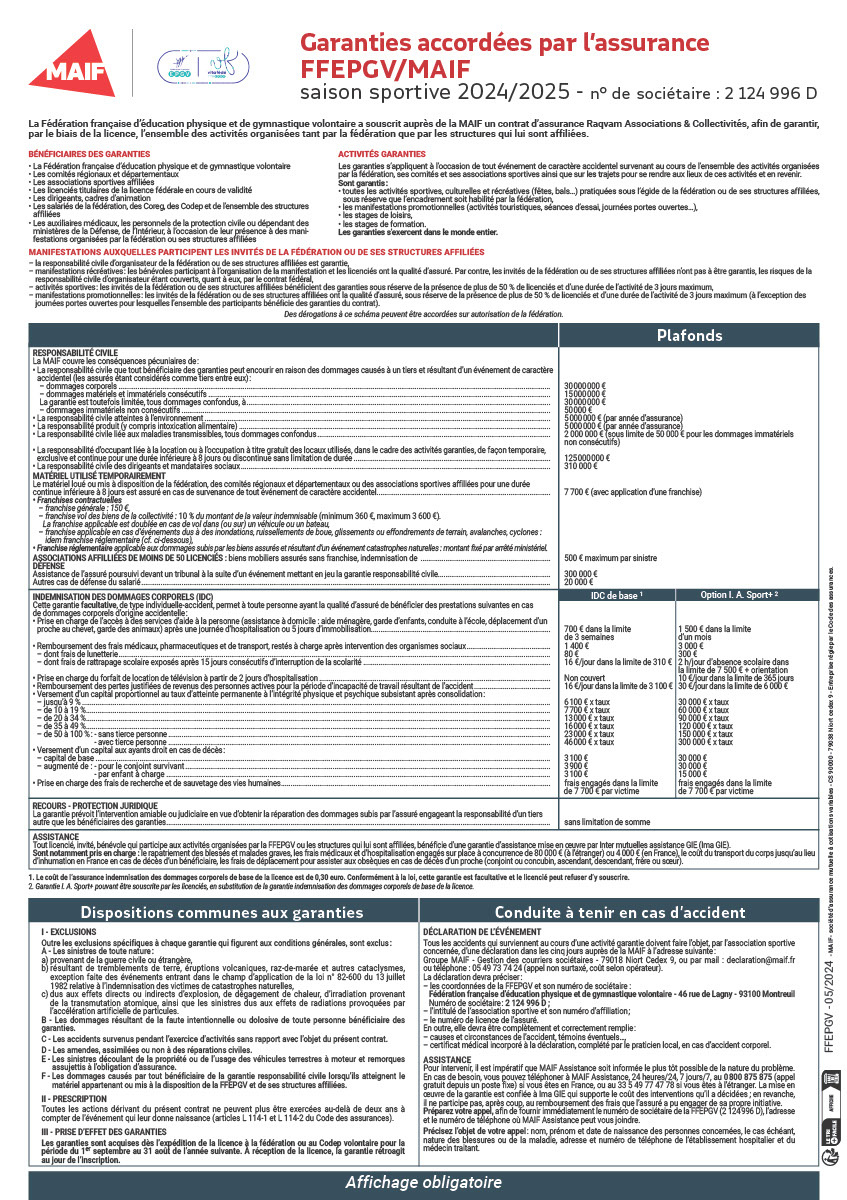 MAIF
EPGV
vitafédé
Garanties accordées par l'assurance
FFEPGV/MAIF
saison sportive 2024/2025 - n° de sociétaire : 2 124 996 D
La Fédération française d'éducation physique et de gymnastique volontaire a souscrit auprès de la MAIF un contrat d'assurance Raqvam Associations & Collectivités, afin de garantir,
par le biais de la licence, l'ensemble des activités organisées tant par la fédération que par les structures qui lui sont affiliées.
BÉNÉFICIAIRES DES GARANTIES
• La Fédération française d'éducation physique et de gymnastique volontaire
• Les comités régionaux et départementaux
• Les associations sportives affiliées
• Les licenciés titulaires de la licence fédérale en cours de validité
• Les dirigeants, cadres d'animation
• Les salariés de la fédération, des Coreg, des Codep et de l'ensemble des structures
affiliées
• Les auxiliaires médicaux, les personnels de la protection civile ou dépendant des
ministères de la Défense, de l'Intérieur, à l'occasion de leur présence à des mani-
festations organisées par la fédération ou ses structures affiliées
ACTIVITÉS GARANTIES
Les garanties s'appliquent à l'occasion de tout événement de caractère accidentel survenant au cours de l'ensemble des activités organisées
par la fédération, ses comités et ses associations sportives ainsi que sur les trajets pour se rendre aux lieux de ces activités et en revenir.
Sont garantis :
• toutes les activités sportives, culturelles et récréatives (fêtes, bals...) pratiquées sous l'égide de la fédération ou de ses structures affiliées,
sous réserve que l'encadrement soit habilité par la fédération,
• les manifestations promotionnelles (activités touristiques, séances d'essai, journées portes ouvertes...),
• les stages de loisirs,
• les stages de formation.
Les garanties s'exercent dans le monde entier.
MANIFESTATIONS AUXQUELLES PARTICIPENT LES INVITÉS DE LA FÉDÉRATION OU DE SES STRUCTURES AFFILIÉES
– la responsabilité civile d'organisateur de la fédération ou de ses structures affiliées est garantie,
– manifestations récréatives : les bénévoles participant à l'organisation de la manifestation et les licenciés ont la qualité d'assuré. Par contre, les invités de la fédération ou de ses structures affiliées n'ont pas à être garantis, les risques de la
responsabilité civile d'organisateur étant couverts, quant à eux, par le contrat fédéral,
– activités sportives : les invités de la fédération ou de ses structures affiliées bénéficient des garanties sous réserve de la présence de plus de 50 % de licenciés et d'une durée de l'activité de 3 jours maximum,
– manifestations promotionnelles : les invités de la fédération ou de ses structures affiliées ont la qualité d'assuré, sous réserve de la présence de plus de 50 % de licenciés et d'une durée de l'activité de 3 jours maximum (à l'exception des
journées portes ouvertes pour lesquelles l'ensemble des participants bénéficie des garanties du contrat).
Des dérogations à ce schéma peuvent être accordées sur autorisation de la fédération.
Plafonds
RESPONSABILITÉ CIVILE
La MAIF couvre les conséquences pécuniaires de :
• La responsabilité civile que tout bénéficiaire des garanties peut encourir en raison des dommages causés à un tiers et résultant d'un événement de caractère
accidentel (les assurés étant considérés comme tiers entre eux) :
– dommages corporels 30 000 000 €
– dommages matériels et immatériels consécutifs 15 000 000 €
La garantie est toutefois limitée, tous dommages confondus, à 30 000 000 €
– dommages immatériels non consécutifs 50 000 €
• La responsabilité civile atteintes à l'environnement 5 000 000 € (par année d'assurance)
• La responsabilité produit (y compris intoxication alimentaire) 5 000 000 € (par année d'assurance)
• La responsabilité civile liée aux maladies transmissibles, tous dommages confondus 2 000 000 € (sous limite de 50 000 € pour les dommages immatériels
non consécutifs)
• La responsabilité d'occupant liée à la location ou à l'occupation à titre gratuit des locaux utilisés, dans le cadre des activités garanties, de façon temporaire,
exclusive et continue pour une durée inférieure à 8 jours ou discontinue sans limitation de durée 125 000 000 €
• La responsabilité civile des dirigeants et mandataires sociaux 310 000 €
MATÉRIEL UTILISÉ TEMPORAIREMENT
Le matériel loué ou mis à disposition de la fédération, des comités régionaux et départementaux ou des associations sportives affiliées pour une durée
continue inférieure à 8 jours est assuré en cas de survenance de tout événement de caractère accidentel 7 700 € (avec application d'une franchise)
• Franchises contractuelles
– franchise générale : 150 €,
– franchise vol des biens de la collectivité : 10 % du montant de la valeur indemnisable (minimum 360 €, maximum 3 600 €).
La franchise applicable est doublée en cas de vol dans (ou sur) un véhicule ou un bateau,
– franchise applicable en cas d'événements dus à des inondations, ruissellements de boue, glissements ou effondrements de terrain, avalanches, cyclones :
idem franchise réglementaire (cf. ci-dessous),
• Franchise réglementaire applicable aux dommages subis par les biens assurés et résultant d'un événement catastrophes naturelles : montant fixé par arrêté ministériel.
ASSOCIATIONS AFFILIÉES DE MOINS DE 50 LICENCIÉS : biens mobiliers assurés sans franchise, indemnisation de 500 € maximum par sinistre
DÉFENSE
Assistance de l'assuré poursuivi devant un tribunal à la suite d'un événement mettant en jeu la garantie responsabilité civile 300 000 €
Autres cas de défense du salarié 20 000 €
IDC de base 1
Option I. A. Sport+ 2
INDEMNISATION DES DOMMAGES CORPORELS (IDC)
Cette garantie facultative, de type individuelle-accident, permet à toute personne ayant la qualité d'assuré de bénéficier des prestations suivantes en cas
de dommages corporels d'origine accidentelle :
• Prise en charge de l'accès à des services d'aide à la personne (assistance à domicile : aide ménagère, garde d'enfants, conduite à l'école, déplacement d'un
proche au chevet, garde des animaux) après une journée d'hospitalisation ou 5 jours d'immobilisation
700 € dans la limite
de 3 semaines
1 500 € dans la limite
d'un mois
• Remboursement des frais médicaux, pharmaceutiques et de transport, restés à charge après intervention des organismes sociaux 1 400 € 3 000 €
– dont frais de lunetterie 80 € 300 €
– dont frais de rattrapage scolaire exposés après 15 jours consécutifs d'interruption de la scolarité 16 €/jour dans la limite de 310 € 2 h/jour d'absence scolaire dans
la limite de 7 500 € + orientation
• Prise en charge du forfait de location de télévision à partir de 2 jours d'hospitalisation Non couvert 10 €/jour dans la limite de 365 jours
• Remboursement des pertes justifiées de revenus des personnes actives pour la période d'incapacité de travail résultant de l'accident 16 €/jour dans la limite de 3 100 € 30 €/jour dans la limite de 6 000 €
• Versement d'un capital proportionnel au taux d'atteinte permanente à l'intégrité physique et psychique subsistant après consolidation :
– jusqu'à 9 % 6 100 € x taux 30 000 € x taux
– de 10 à 19 % 7 700 € x taux 60 000 € x taux
– de 20 à 34 % 13 000 € x taux 90 000 € x taux
– de 35 à 49 % 16 000 € x taux 120 000 € x taux
– de 50 à 100 % : - sans tierce personne 23 000 € x taux 150 000 € x taux
- avec tierce personne 46 000 € x taux 300 000 € x taux
• Versement d'un capital aux ayants droit en cas de décès :
– capital de base 3 100 € 30 000 €
– augmenté de : - pour le conjoint survivant 3 900 € 30 000 €
- par enfant à charge 3 100 € 15 000 €
• Prise en charge des frais de recherche et de sauvetage des vies humaines
frais engagés dans la limite
de 7 700 € par victime
frais engagés dans la limite
de 7 700 € par victime
RECOURS - PROTECTION JURIDIQUE
La garantie prévoit l'intervention amiable ou judiciaire en vue d'obtenir la réparation des dommages subis par l'assuré engageant la responsabilité d'un tiers
autre que les bénéficiaires des garanties sans limitation de somme
ASSISTANCE
Tout licencié, invité, bénévole qui participe aux activités organisées par la FFEPGV ou les structures qui lui sont affiliées, bénéficie d'une garantie d'assistance mise en œuvre par Inter mutuelles assistance GIE (Ima GIE).
Sont notamment pris en charge : le rapatriement des blessés et malades graves, les frais médicaux et d'hospitalisation engagés sur place à concurrence de 80 000 € (à l'étranger) ou 4 000 € (en France), le coût du transport du corps jusqu'au lieu
d'inhumation en France en cas de décès d'un bénéficiaire, les frais de déplacement pour assister aux obsèques en cas de décès d'un proche (conjoint ou concubin, ascendant, descendant, frère ou sœur).
1. Le coût de l'assurance indemnisation des dommages corporels de base de la licence est de 0,30 euro. Conformément à la loi, cette garantie est facultative et le licencié peut refuser d'y souscrire.
2. Garantie I. A. Sport+ pouvant être souscrite par les licenciés, en substitution de la garantie indemnisation des dommages corporels de base de la licence.
Dispositions communes aux garanties
I - EXCLUSIONS
Outre les exclusions spécifiques à chaque garantie qui figurent aux conditions générales, sont exclus :
A - Les sinistres de toute nature :
a) provenant de la guerre civile ou étrangère,
b) résultant de tremblements de terre, éruptions volcaniques, raz-de-marée et autres cataclysmes,
exception faite des événements entrant dans le champ d'application de la loi n° 82-600 du 13 juillet
1982 relative à l'indemnisation des victimes de catastrophes naturelles,
c) dus aux effets directs ou indirects d'explosion, de dégagement de chaleur, d'irradiation provenant
de la transmutation atomique, ainsi que les sinistres dus aux effets de radiations provoquées par
l'accélération artificielle de particules.
B - Les dommages résultant de la faute intentionnelle ou dolosive de toute personne bénéficiaire des
garanties.
C - Les accidents survenus pendant l'exercice d'activités sans rapport avec l'objet du présent contrat.
D - Les amendes, assimilées ou non à des réparations civiles.
E - Les sinistres découlant de la propriété ou de l'usage des véhicules terrestres à moteur et remorques
assujettis à l'obligation d'assurance.
F - Les dommages causés par tout bénéficiaire de la garantie responsabilité civile lorsqu'ils atteignent le
matériel appartenant ou mis à la disposition de la FFEPGV et de ses structures affiliées.
II - PRESCRIPTION
Toutes les actions dérivant du présent contrat ne peuvent plus être exercées au-delà de deux ans à
compter de l'événement qui leur donne naissance (articles L 114-1 et L 114-2 du Code des assurances).
III - PRISE D'EFFET DES GARANTIES
Les garanties sont acquises dès l'expédition de la licence à la fédération ou au Codep volontaire pour la
période du 1er septembre au 31 août de l'année suivante. À réception de la licence, la garantie rétroagit
au jour de l'inscription.
Conduite à tenir en cas d'accident
DÉCLARATION DE L'ÉVÉNEMENT
Tous les accidents qui surviennent au cours d'une activité garantie doivent faire l'objet, par l'association sportive
concernée, d'une déclaration dans les cinq jours auprès de la MAIF à l'adresse suivante :
Groupe MAIF - Gestion des courriers sociétaires - 79018 Niort Cedex 9, ou par mail : declaration@maif.fr
ou téléphone : 05 49 73 74 24 (appel non surtaxé, coût selon opérateur).
La déclaration devra préciser :
– les coordonnées de la FFEPGV et son numéro de sociétaire :
Fédération française d'éducation physique et de gymnastique volontaire - 46 rue de Lagny - 93100 Montreuil
Numéro de sociétaire : 2 124 996 D ;
– l'intitulé de l'association sportive et son numéro d'affiliation;
– le numéro de licence de l'assuré.
En outre, elle devra être complétement et correctement remplie :
– causes et circonstances de l'accident, témoins éventuels...,
– certificat médical incorporé à la déclaration, complété par le praticien local, en cas d'accident corporel.
ASSISTANCE
Pour intervenir, il est impératif que MAIF Assistance soit informée le plus tôt possible de la nature du problème.
En cas de besoin, vous pouvez téléphoner à MAIF Assistance, 24 heures/24, 7 jours/7, au 0800 875 875 (appel
gratuit depuis un poste fixe) si vous êtes en France, ou au 33 5 49 77 47 78 si vous êtes à l'étranger. La mise en
œuvre de la garantie est confiée à Ima GIE qui supporte le coût des interventions qu'il a décidées ; en revanche,
il ne participe pas, après coup, au remboursement des frais que l'assuré a pu engager de sa propre initiative.
Préparez votre appel, afin de fournir immédiatement le numéro de sociétaire de la FFEPGV (2 124 996 D), l'adresse
et le numéro de téléphone où MAIF Assistance peut vous joindre.
Précisez l'objet de votre appel : nom, prénom et date de naissance des personnes concernées, le cas échéant,
nature des blessures ou de la maladie, adresse et numéro de téléphone de l'établissement hospitalier et du
médecin traitant.
Affichage obligatoire
FFEPGV - 05/2024 - MAIF - société d'assurance mutuelle à cotisations variables - CS 90000 - 79038 Niort cedex 9 - Entreprise régie par le Code des assurances.
AFFICHE